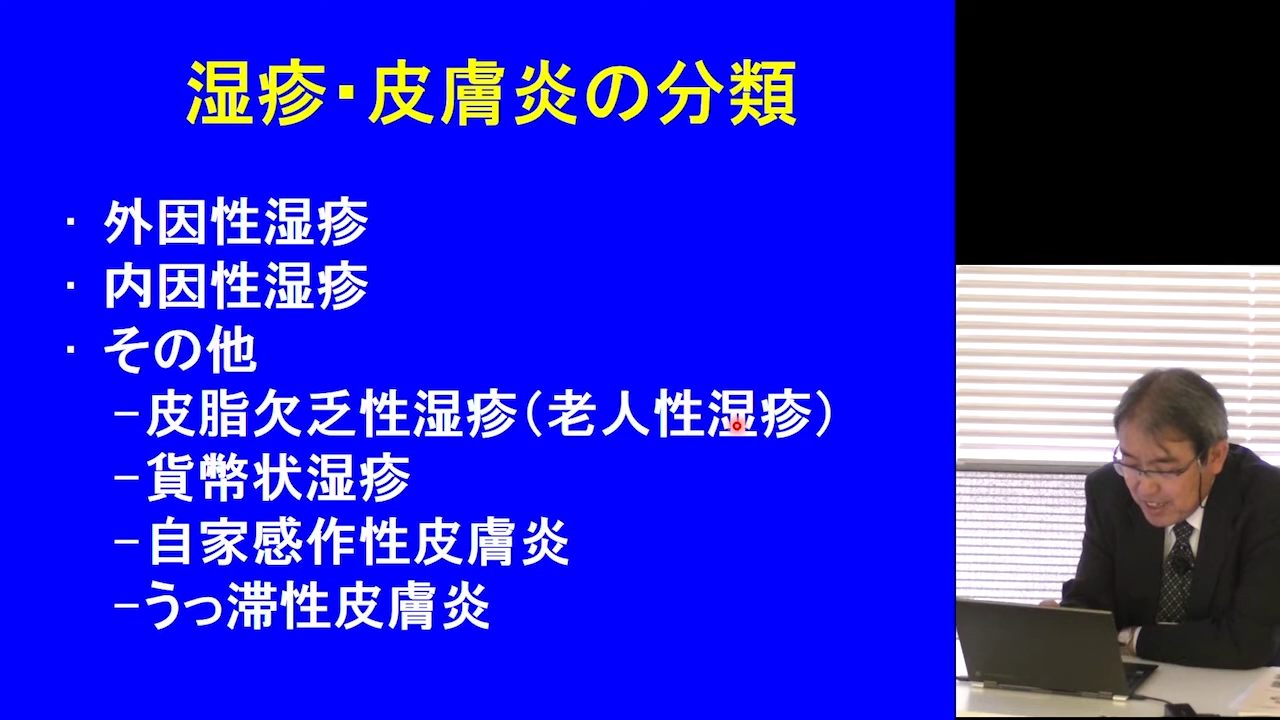 湿疹・皮膚炎の分類
・ 外因性湿疹
・ 内因性湿疹
・ その他
－皮脂欠乏性湿疹（老人性湿疹）
－貨幣状湿疹
－自家感作性皮膚炎
－うっ滞性皮膚炎